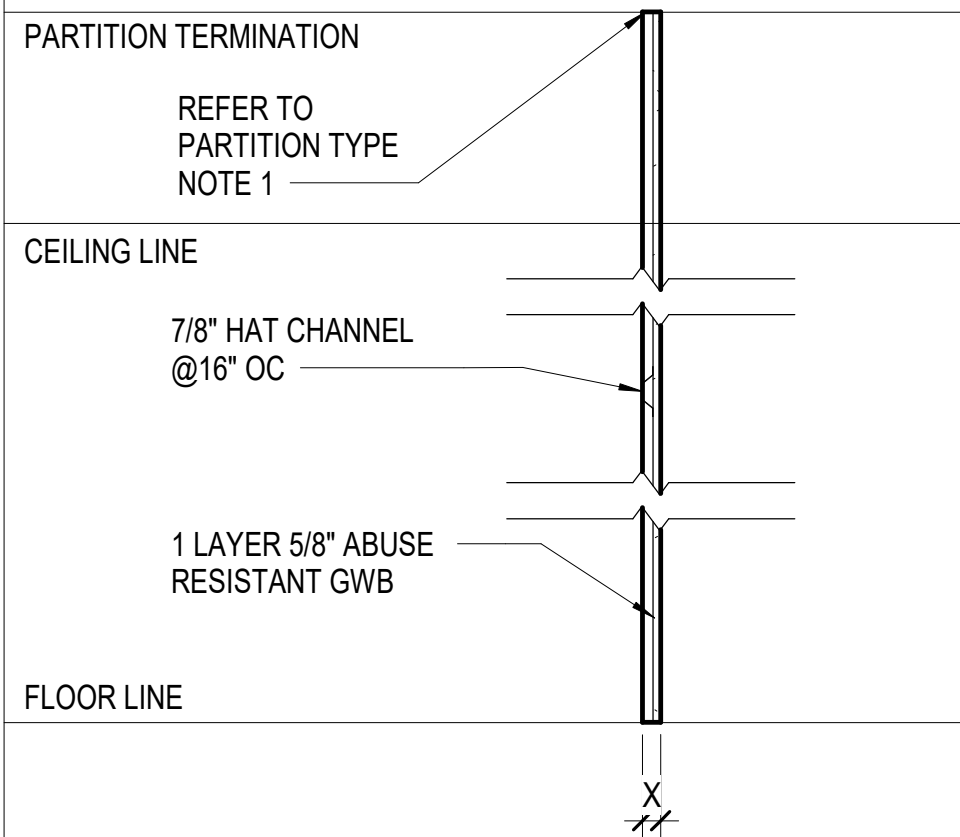 PARTITION TERMINATION
REFER TO
PARTITION TYPE
NOTE 1
CEILING LINE
7/8" HAT CHANNEL
@16" OC
1 LAYER 5/8" ABUSE
RESISTANT GWB
FLOOR LINE
X